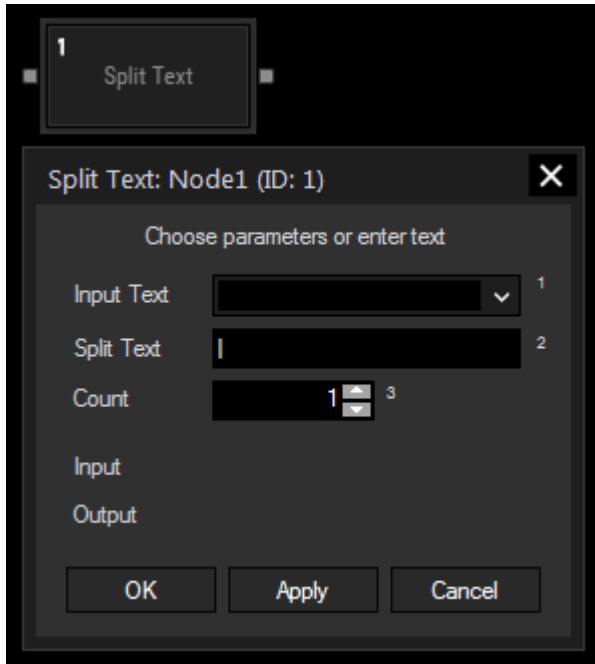 1
Split Text
Split Text: Node1 (ID: 1)
Choose parameters or enter text
Input Text 1
Split Text | 2
Count 1 3
Input
Output
OK Apply Cancel